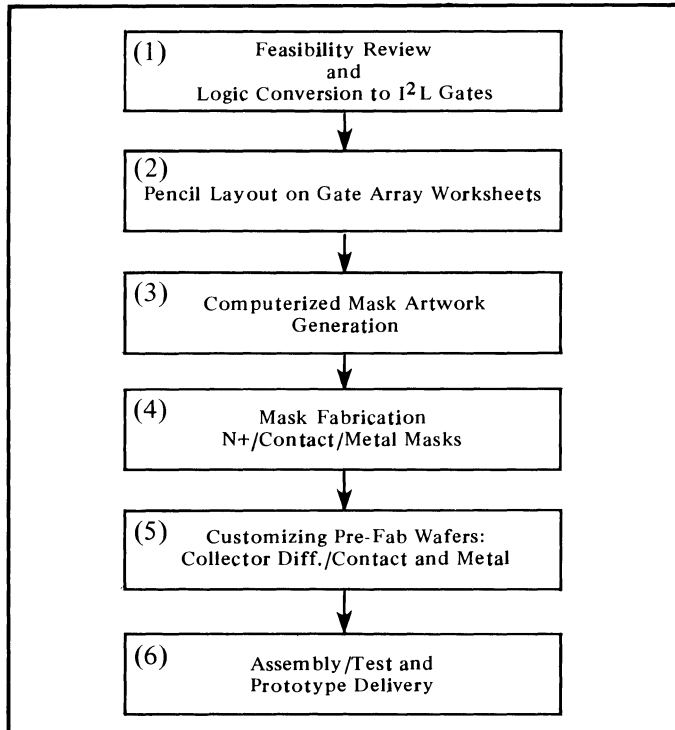 (1) Feasibility Review
and
Logic Conversion to I²L Gates
(2)
Pencil Layout on Gate Array Worksheets
(3) Computerized Mask Artwork
Generation
(4) Mask Fabrication
N+/Contact/Metal Masks
(5) Customizing Pre-Fab Wafers:
Collector Diff./Contact and Metal
(6) Assembly/Test and
Prototype Delivery